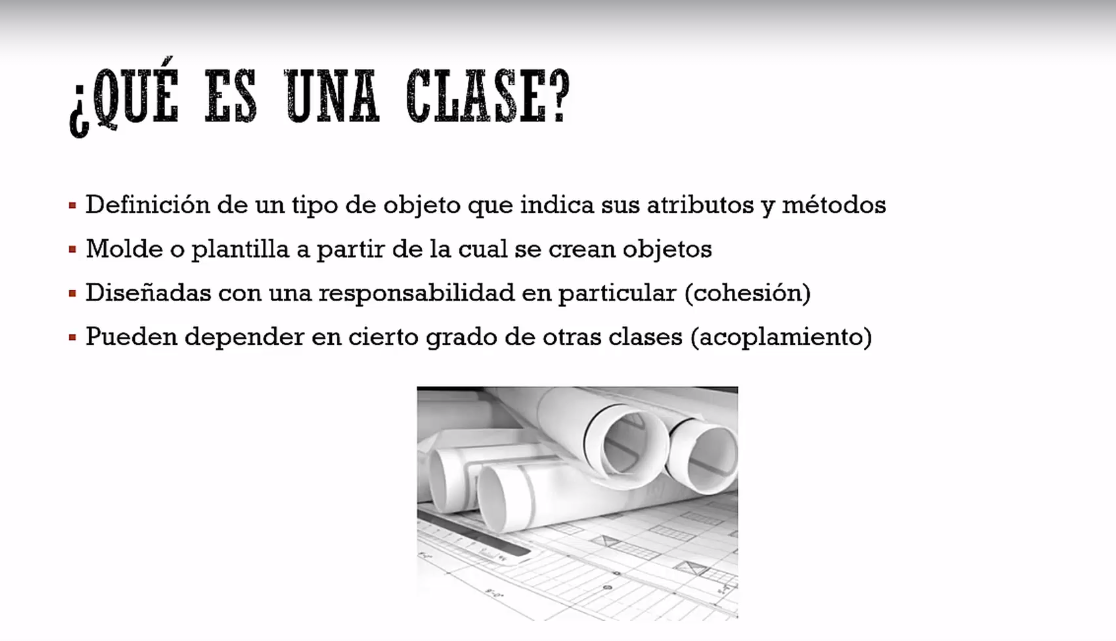 ¿QUÉ ES UNA CLASE?
Definición de un tipo de objeto que indica sus atributos y métodos
Molde o plantilla a partir de la cual se crean objetos
Diseñadas con una responsabilidad en particular (cohesión)
Pueden depender en cierto grado de otras clases (acoplamiento)